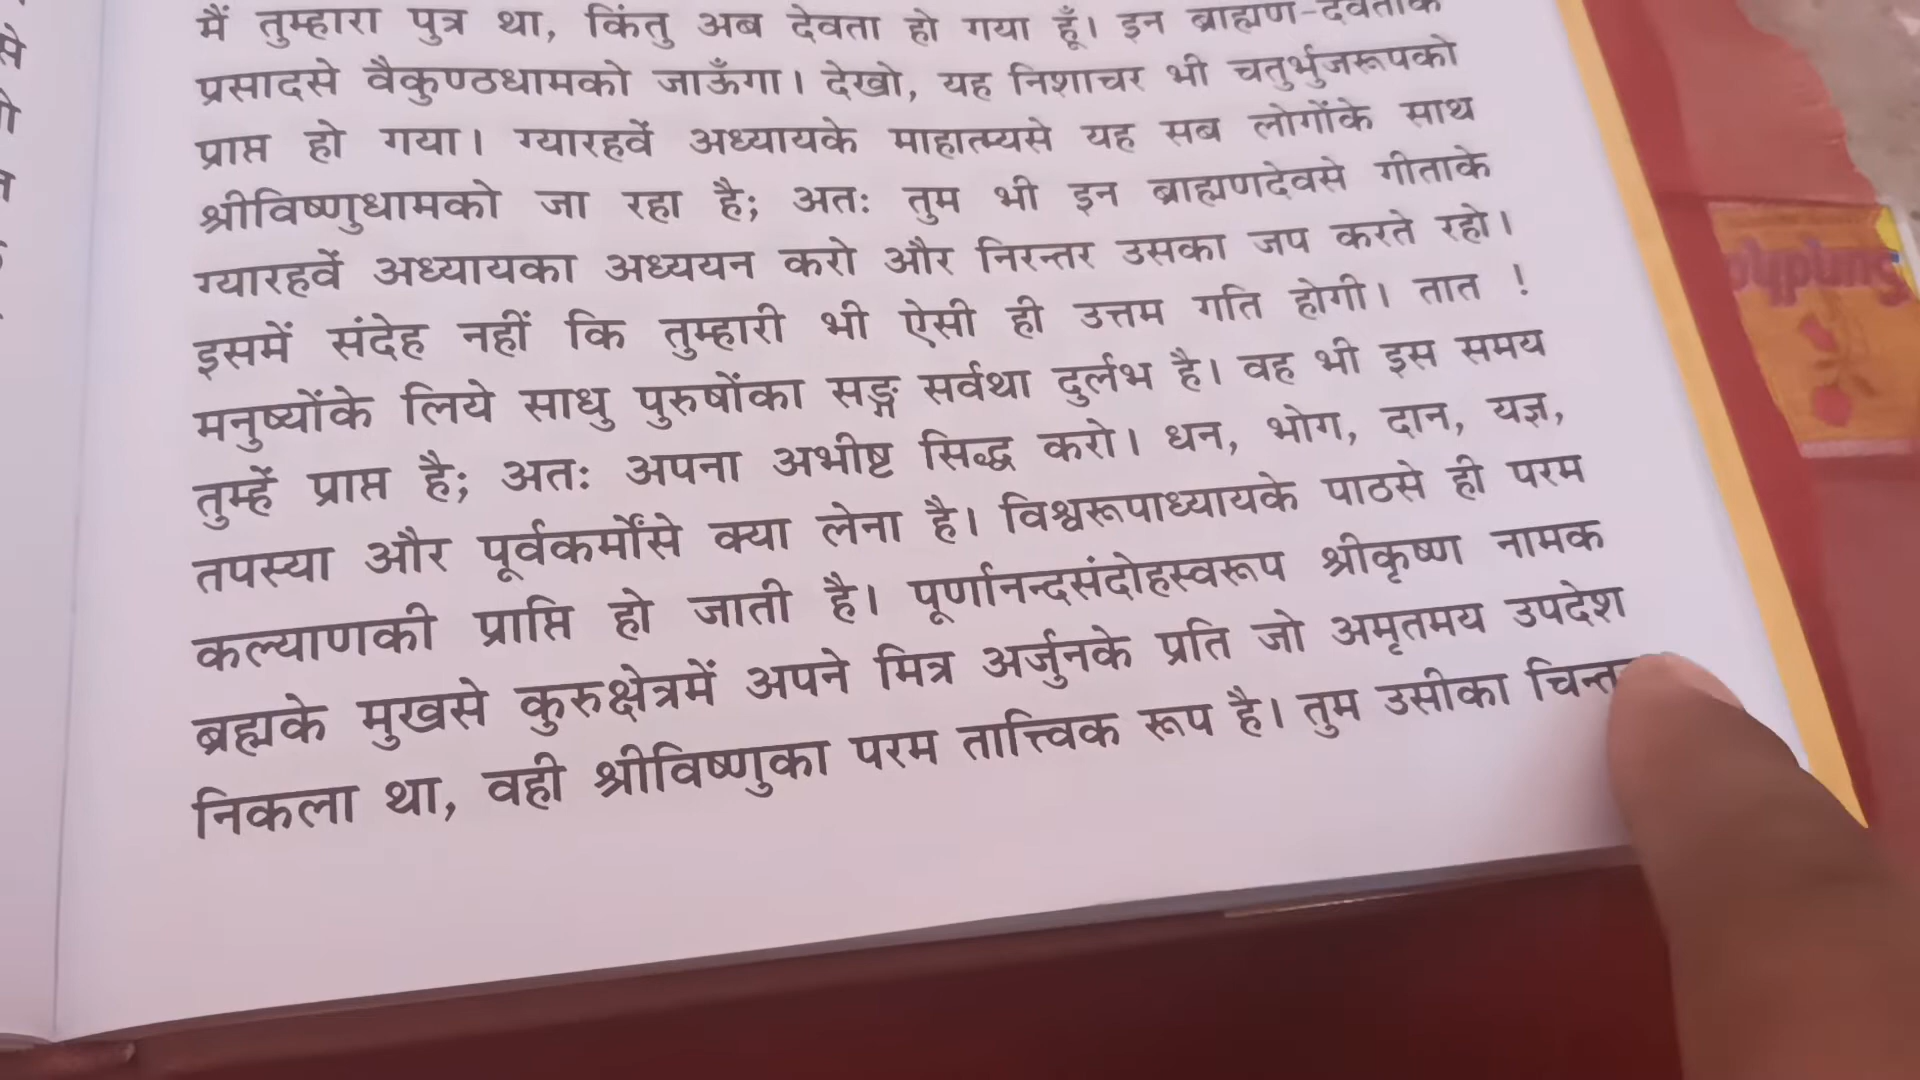 मैं तुम्हारा पुत्र था, किंतु अब देवता हो गया हूँ। इन ब्राह्मण-देवताके
प्रसादसे वैकुण्ठधामको जाऊँगा। देखो, यह निशाचर भी चतुर्भुजरूपको
प्राप्त हो गया। ग्यारहवें अध्यायके माहात्म्यसे यह सब लोगोंके साथ
श्रीविष्णुधामको जा रहा है; अतः तुम भी इन ब्राह्मणदेवसे गीताके
ग्यारहवें अध्यायका अध्ययन करो और निरन्तर उसका जप करते रहो।
इसमें संदेह नहीं कि तुम्हारी भी ऐसी ही उत्तम गति होगी। तात !
मनुष्योंके लिये साधु पुरुषोंका सङ्ग सर्वथा दुर्लभ है। वह भी इस समय
तुम्हें प्राप्त है; अतः अपना अभीष्ट सिद्ध करो। धन, भोग, दान, यज्ञ,
तपस्या और पूर्वकर्मोंसे क्या लेना है। विश्वरूपाध्यायके पाठसे ही परम
कल्याणकी प्राप्ति हो जाती है। पूर्णानन्दसंदोहस्वरूप श्रीकृष्ण नामक
ब्रह्मके मुखसे कुरुक्षेत्रमें अपने मित्र अर्जुनके प्रति जो अमृतमय उपदेश
निकला था, वही श्रीविष्णुका परम तात्त्विक रूप है। तुम उसीका